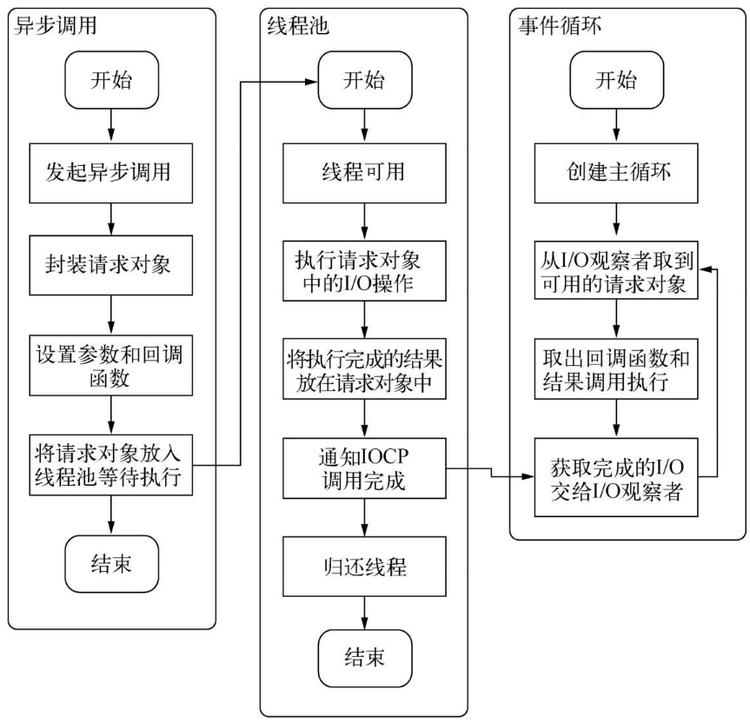 异步调用
开始
发起异步调用
封装请求对象
设置参数和回调
函数
将请求对象放入
线程池等待执行
结束
线程池
开始
线程可用
执行请求对象
中的I/O操作
将执行完成的结果
放在请求对象中
通知IOCP
调用完成
归还线程
结束
事件循环
开始
创建主循环
从I/O观察者取到
可用的请求对象
取出回调函数和
结果调用执行
获取完成的I/O
交给I/O观察者